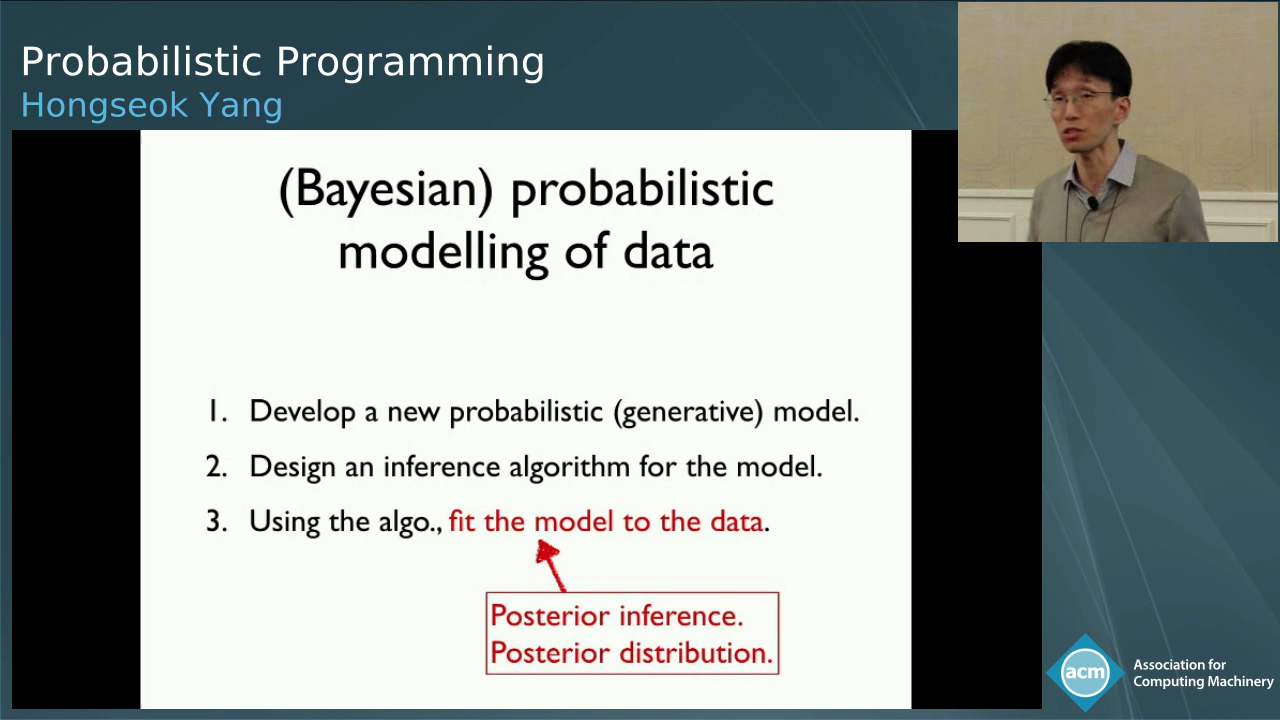 Probabilistic Programming
Hongseok Yang
(Bayesian) probabilistic
modelling of data
1. Develop a new probabilistic (generative) model.
2. Design an inference algorithm for the model.
3. Using the algo., fit the model to the data.
Posterior inference.
Posterior distribution.
acm
Association for
Computing Machinery